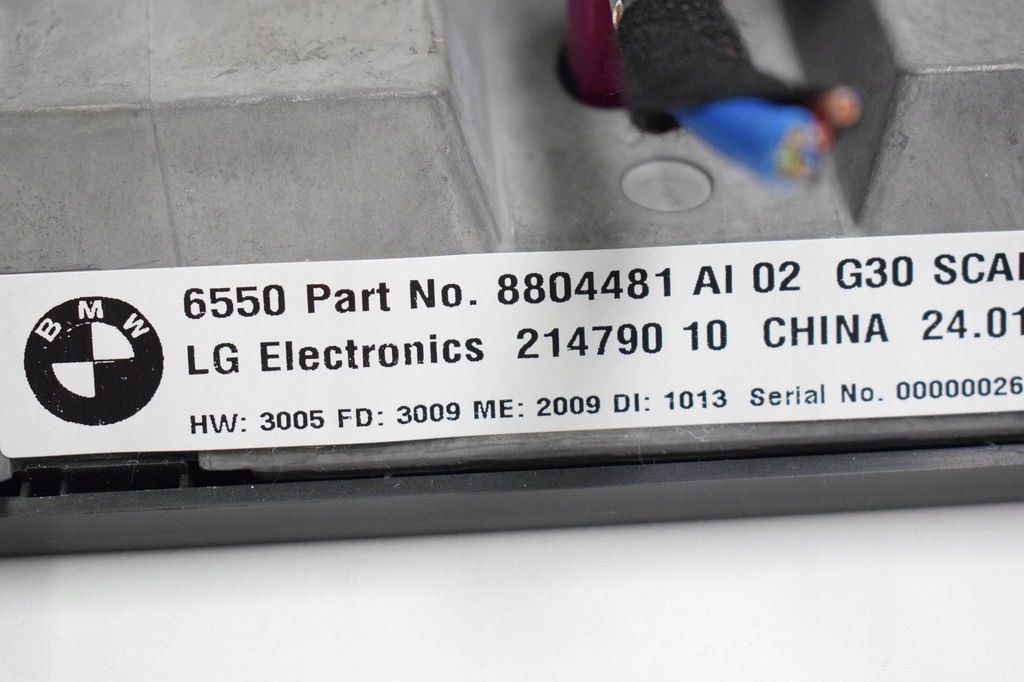 BMW
6550 Part No. 8804481 AI 02 G30 SCAI
LG Electronics 214790 10 CHINA 24.01
HW: 3005 FD: 3009 ME: 2009 DI: 1013 Serial No. 00000026